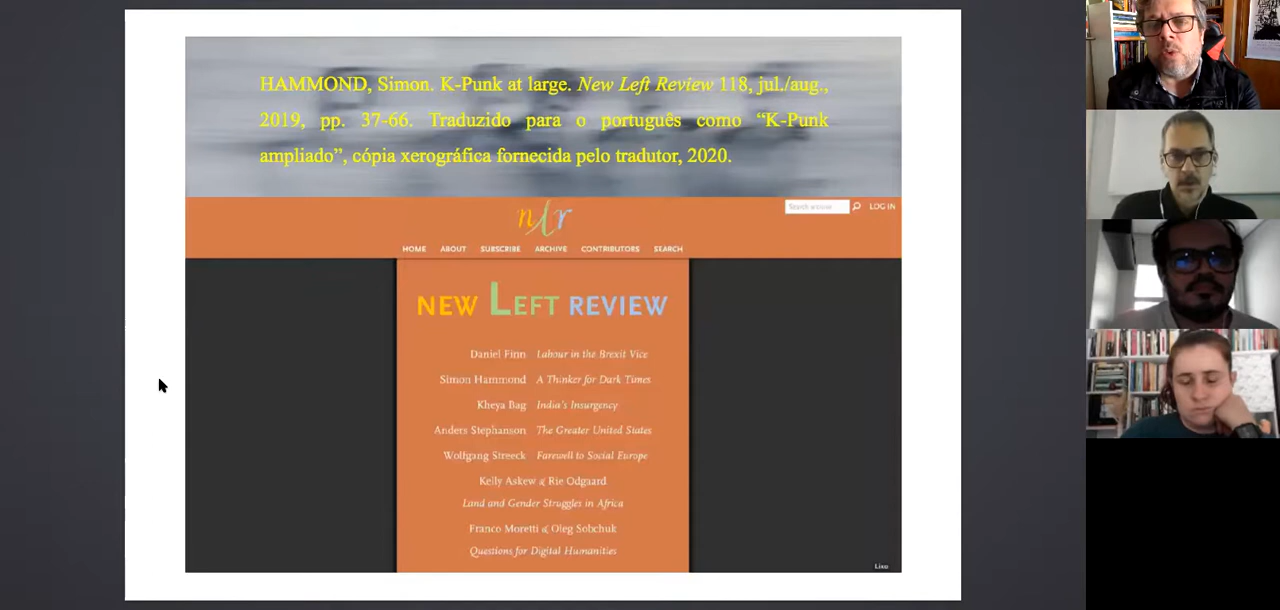 HAMMOND, Simon. K-Punk at large. New Left Review 118, jul./aug.,
2019, pp. 37-66. Traduzido para o português como “K-Punk
ampliado”, cópia xerográfica fornecida pelo tradutor, 2020.
nlr
LOG IN
HOME ABOUT SUBSCRIBE ARCHIVE CONTRIBUTORS SEARCH
NEW LEFT REVIEW
Daniel Finn Labour in the Brexit Vice
Simon Hammond A Thinker for Dark Times
Kheya Bag India's Insurgency
Anders Stephanson The Greater United States
Wolfgang Streeck Farewell to Social Europe
Kelly Askew & Rie Odgaard
Land and Gender Struggles in Africa
Franco Moretti & Oleg Sobchuk
Questions for Digital Humanities